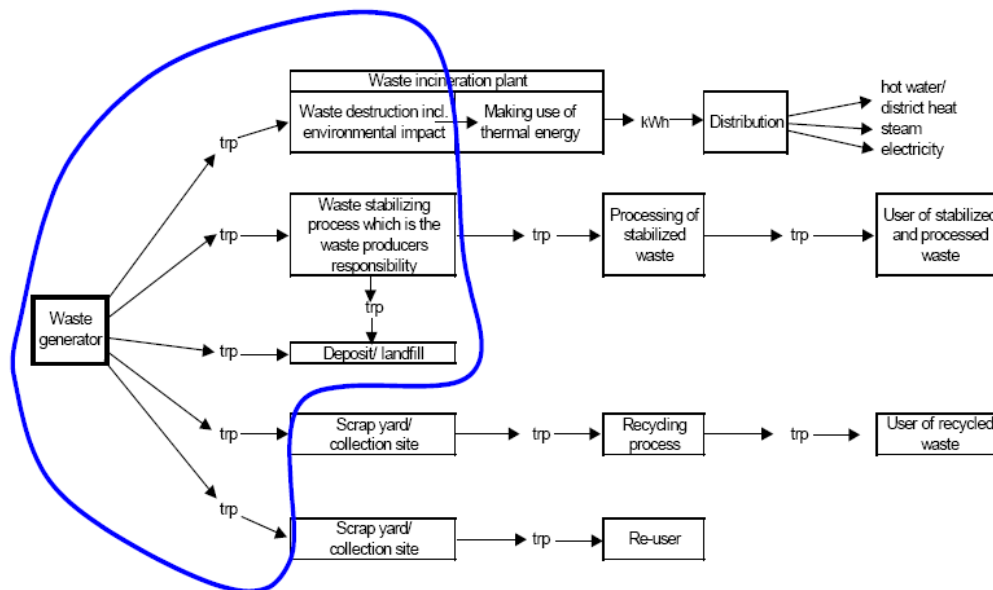 Waste incineration plant
Waste destruction incl.
environmental impact
Making use of
thermal energy
kWh
Distribution
hot water/
district heat
steam
electricity
trp
Waste stabilizing
process which is the
waste producers
responsibility
trp
trp
Processing of
stabilized
waste
trp
User of stabilized
and processed
waste
trp
Waste
generator
trp
Deposit/ landfill
trp
Scrap yard/
collection site
trp
Recycling
process
trp
User of recycled
waste
trp
Scrap yard/
collection site
trp
Re-user